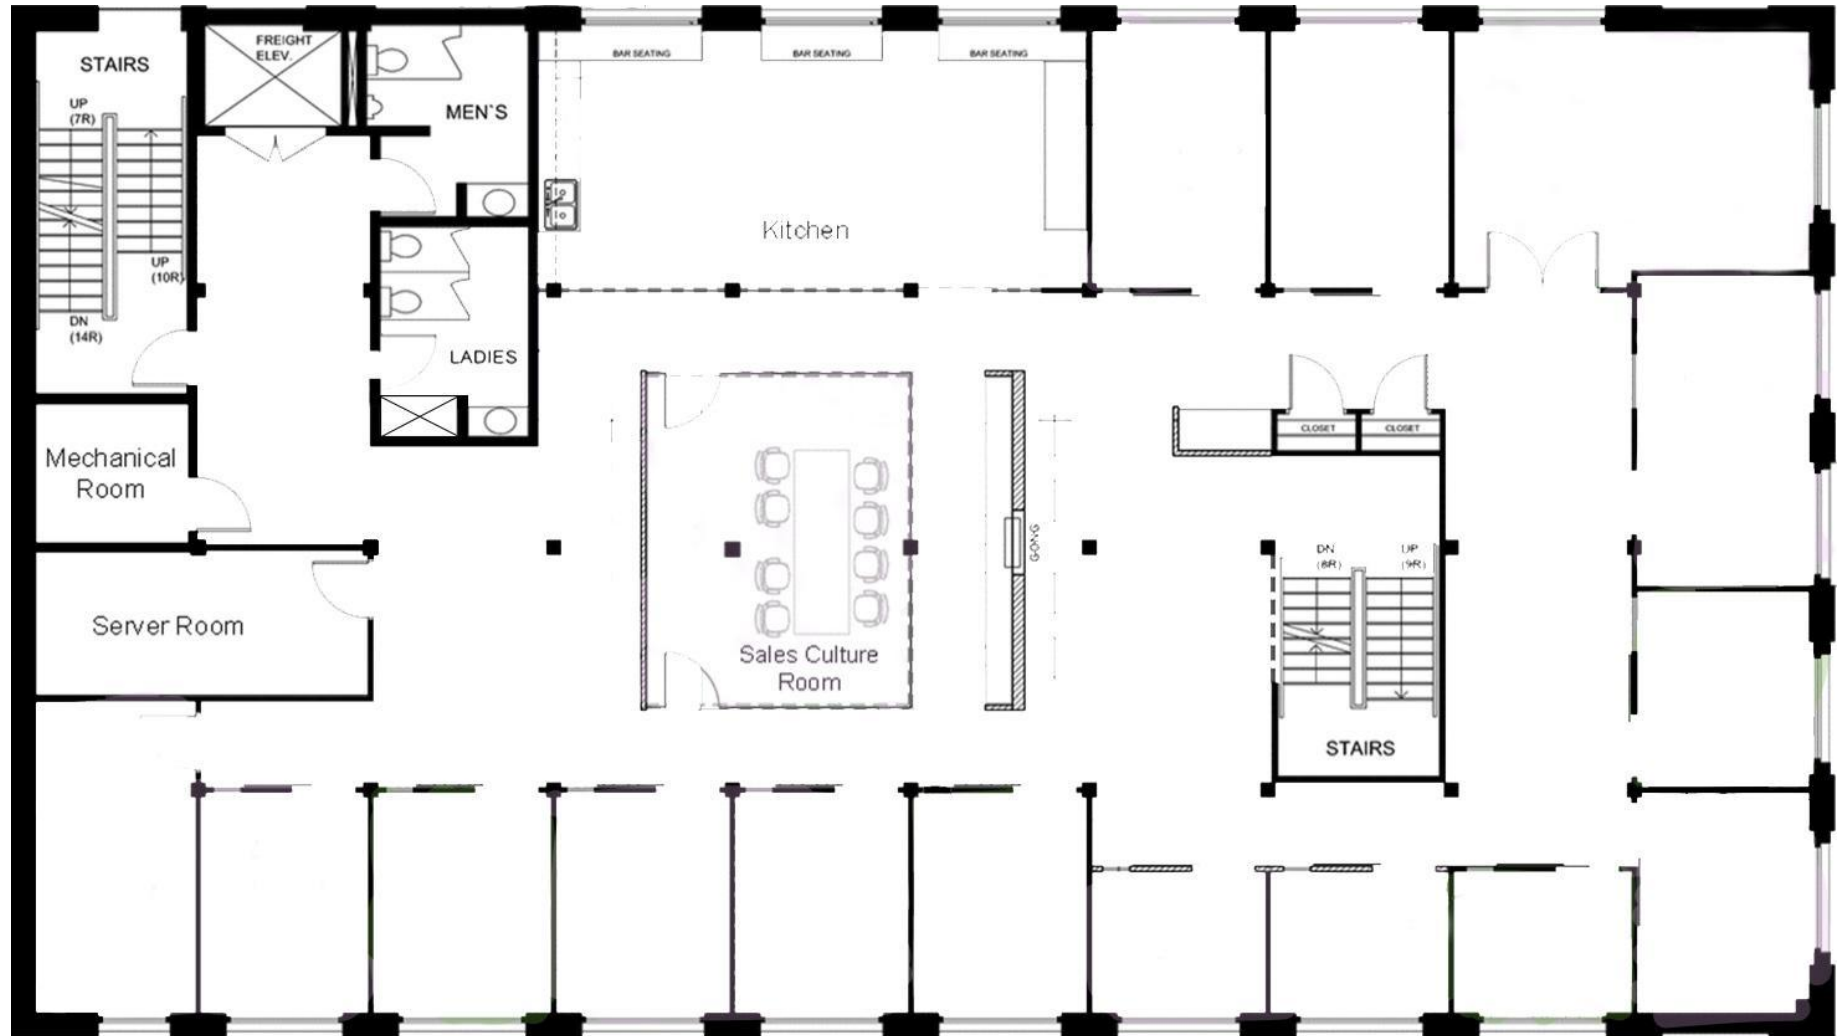 STAIRS
UP
(7R)
UP
(10R)
DN
(14R)
FREIGHT
ELEV.
MEN`S
LADIES
BAR SEATING
BAR SEATING
BAR SEATING
Kitchen
Mechanical
Room
Server Room
Sales Culture
Room
GONG
CLOSET
CLOSET
DN
(8R)
UP
(9R)
STAIRS